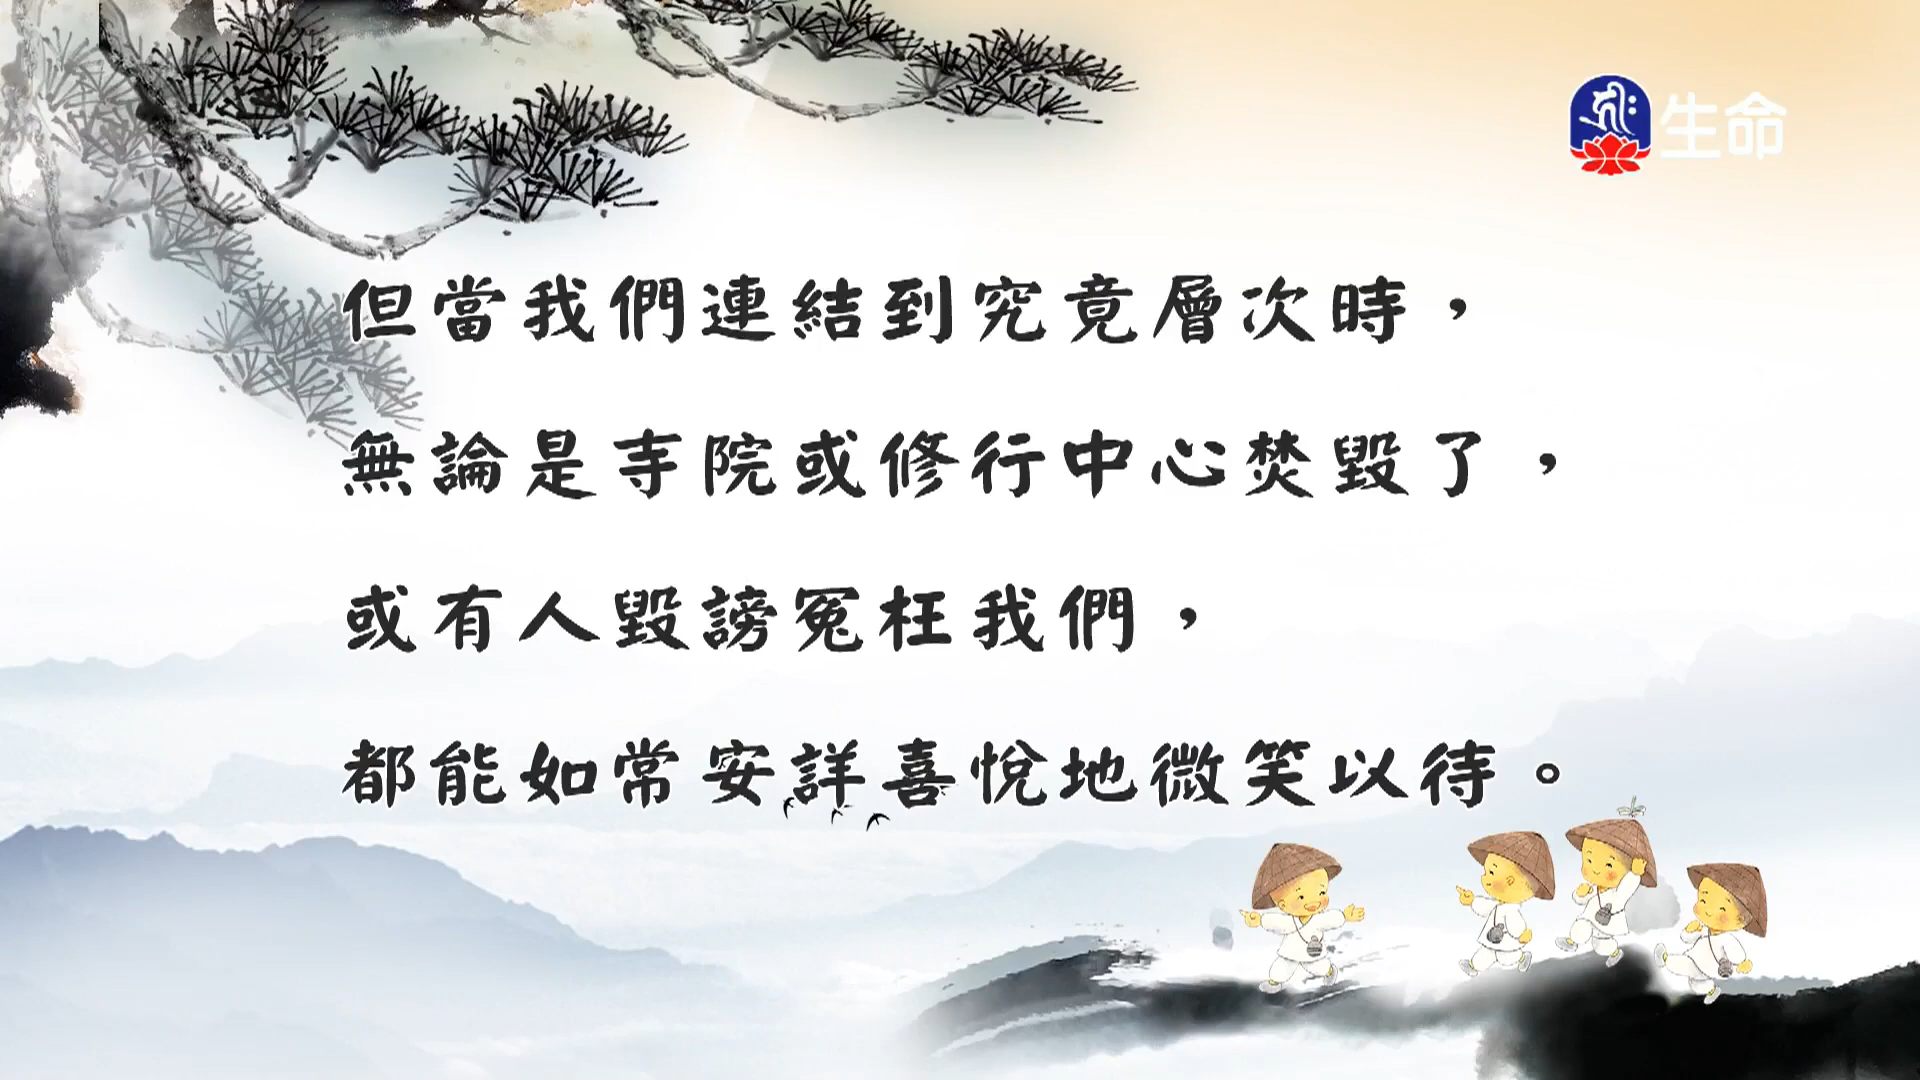 生命
但當我們連結到究竟層次時，
無論是寺院或修行中心焚毀了，
或有人毀謗冤枉我們，
都能如常安詳喜悅地微笑以待。